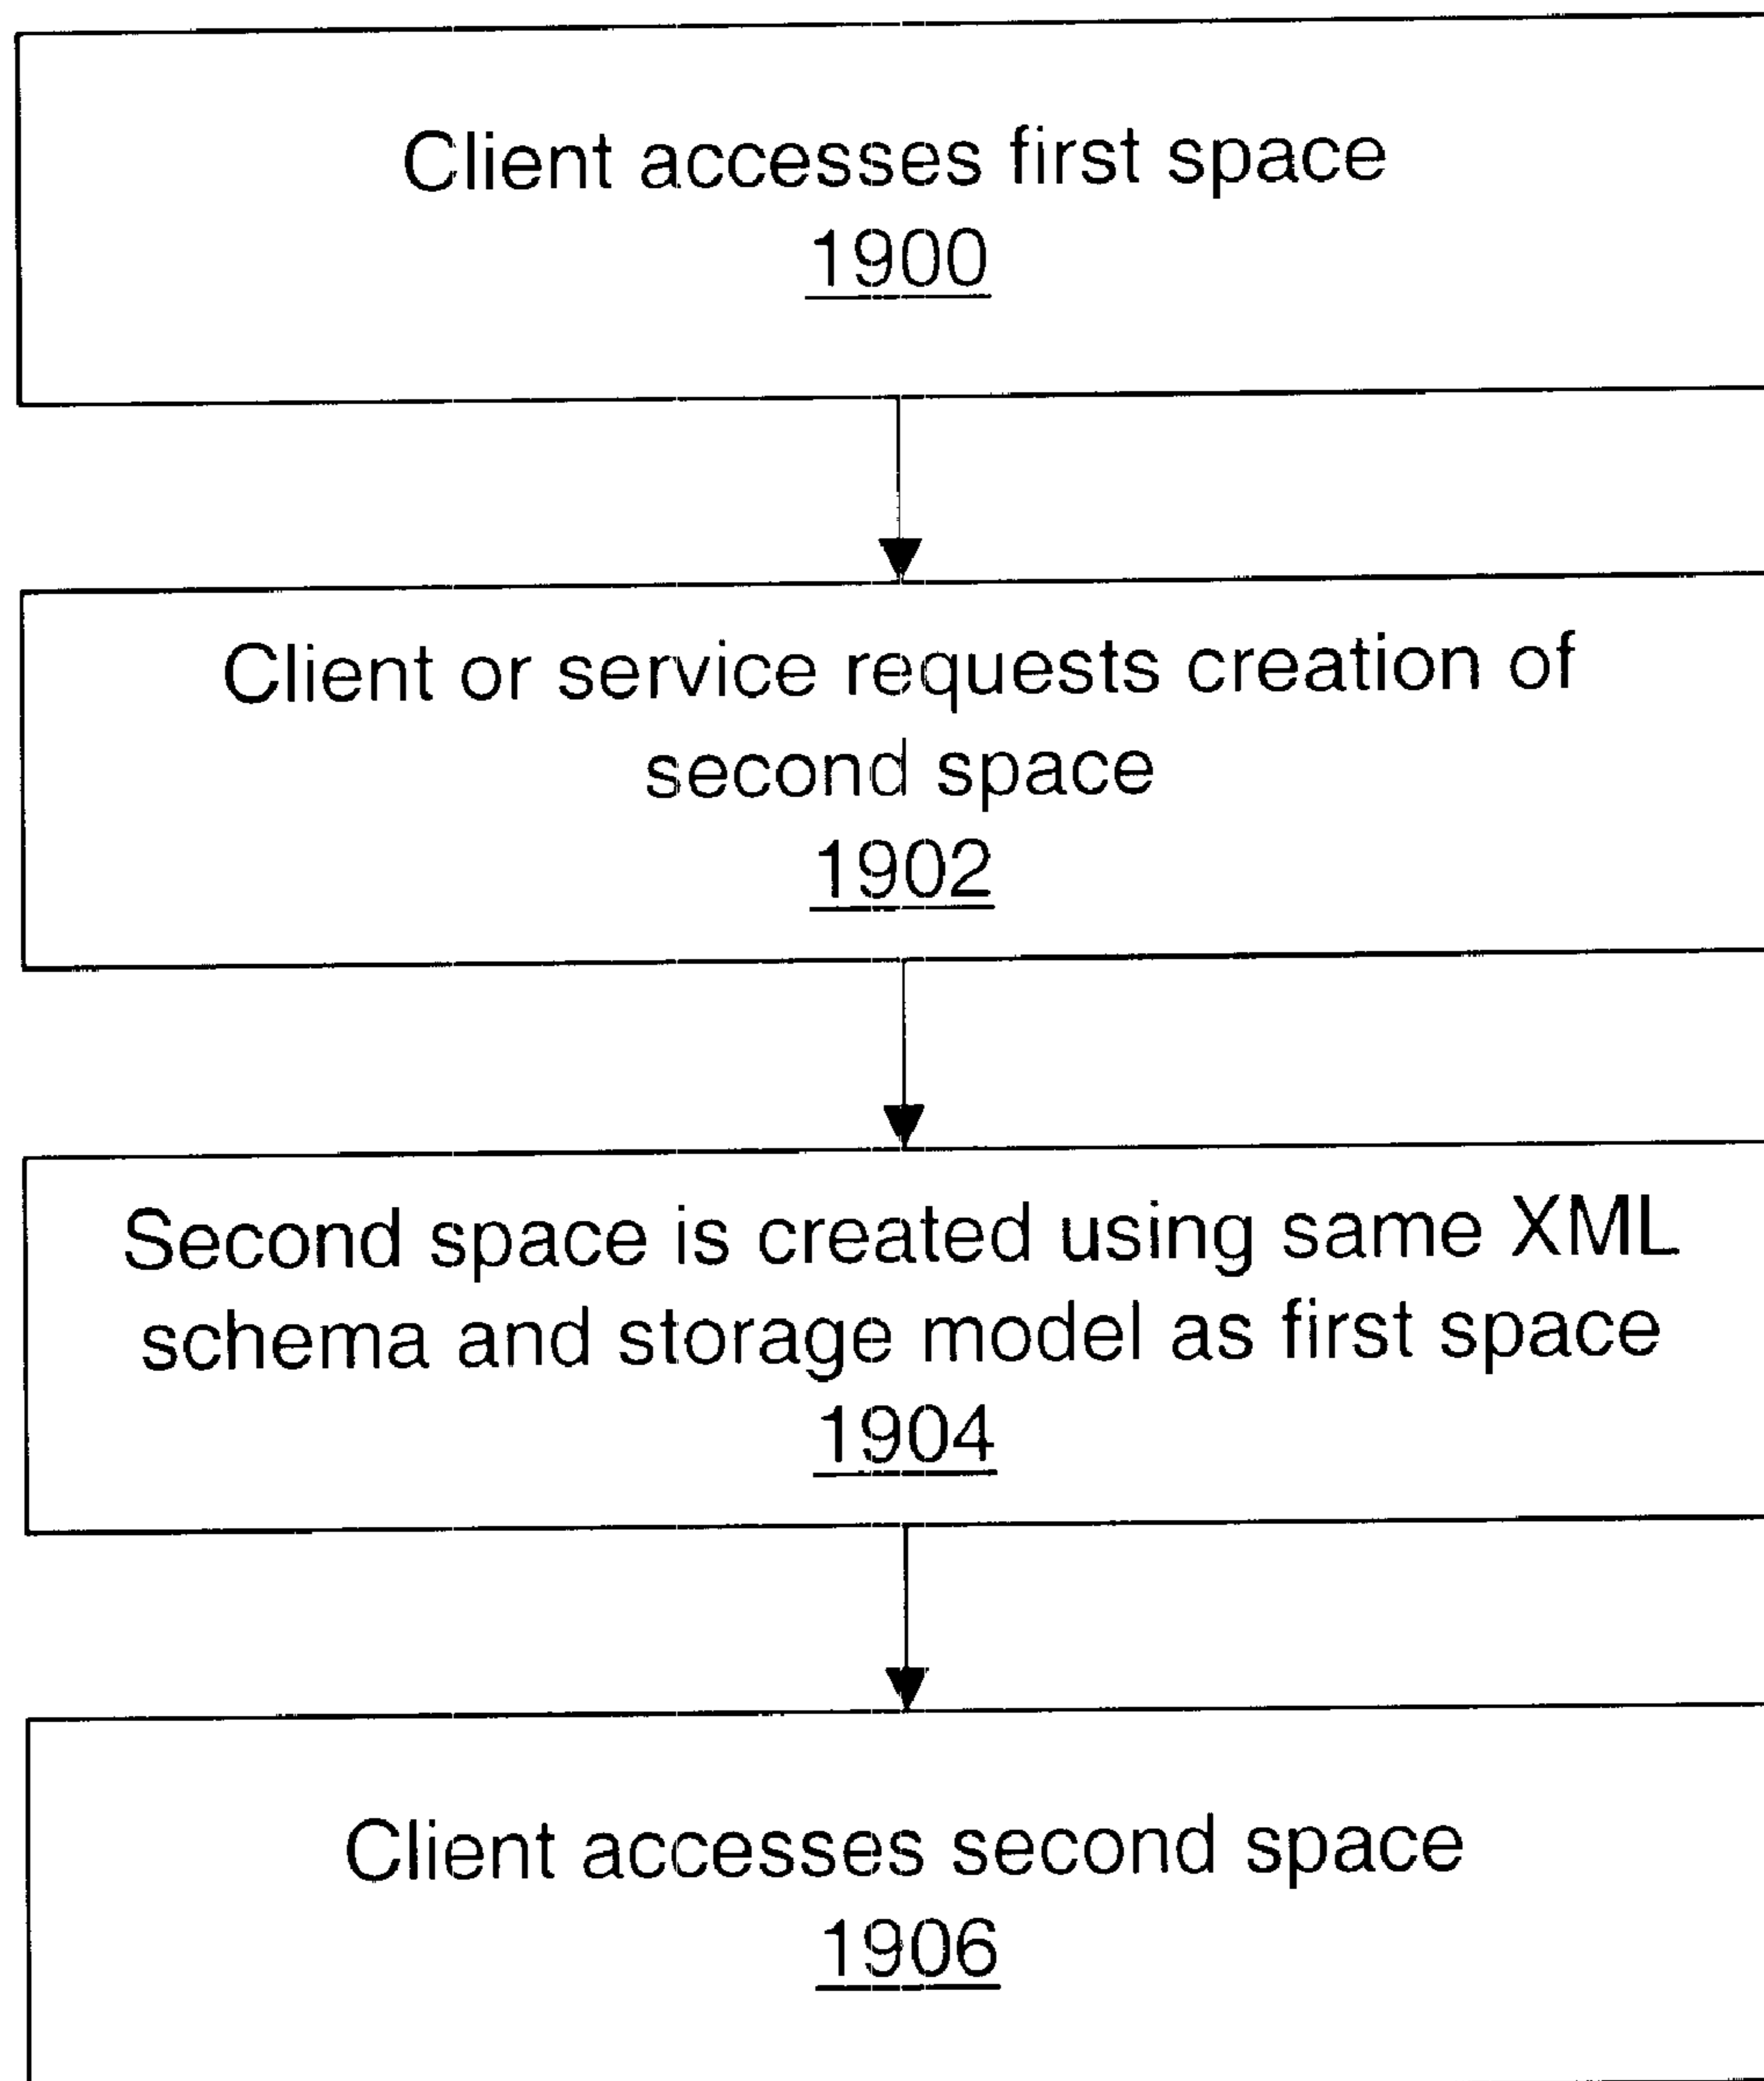 Client accesses first space
1900
Client or service requests creation of
second space
1902
Second space is created using same XML
schema and storage model as first space
1904
Client accesses second space
1906